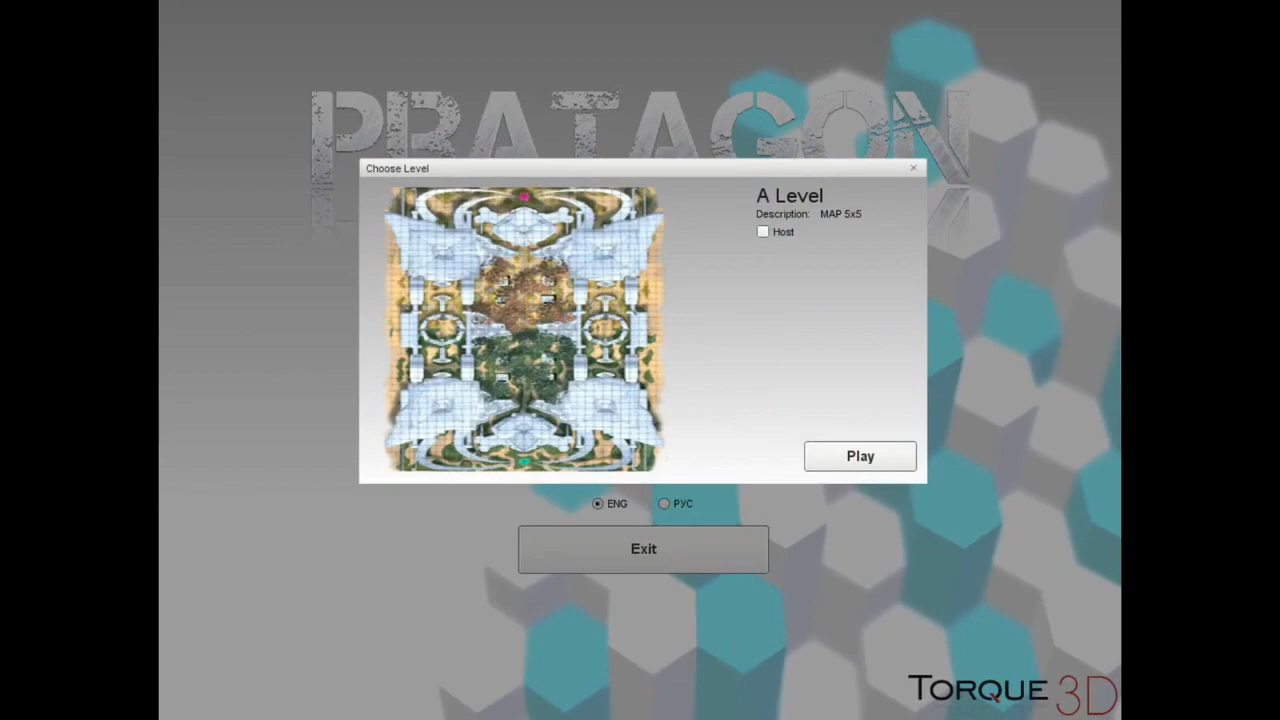 PRATAGON
Choose Level
A Level
Description: MAP 5x5
Host
Play
ENG
РУС
Exit
TORQUE 3D